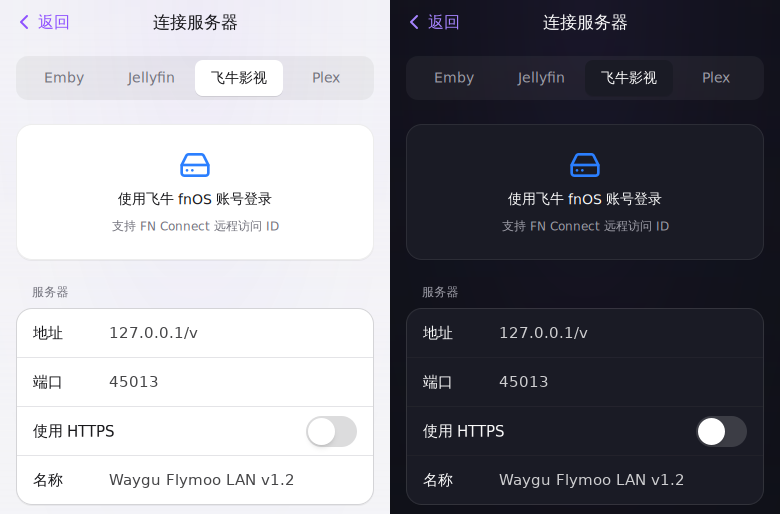 返回
连接服务器
Emby Jellyfin 飞牛影视 Plex
使用飞牛 fnOS 账号登录
支持 FN Connect 远程访问 ID
服务器
地址 127.0.0.1/v
端口 45013
使用 HTTPS
名称 Waygu Flymoo LAN v1.2
返回
连接服务器
Emby Jellyfin 飞牛影视 Plex
使用飞牛 fnOS 账号登录
支持 FN Connect 远程访问 ID
服务器
地址 127.0.0.1/v
端口 45013
使用 HTTPS
名称 Waygu Flymoo LAN v1.2